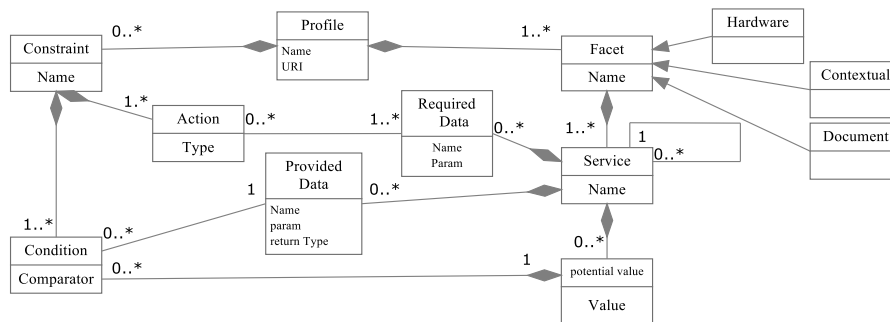 Profile
Name
URI
0..*
1..*
Constraint
Name
Facet
Name
Hardware
Contextual
Document
1.*
Action
Type
0..*
1..*
Required
Data
Name
Param
0..*
1..*
Service
Name
1
0..*
Provided
Data
Name
param
return Type
1
0..*
0..*
1..*
Condition
Comparator
0..*
0..*
1
0..*
potential value
Value